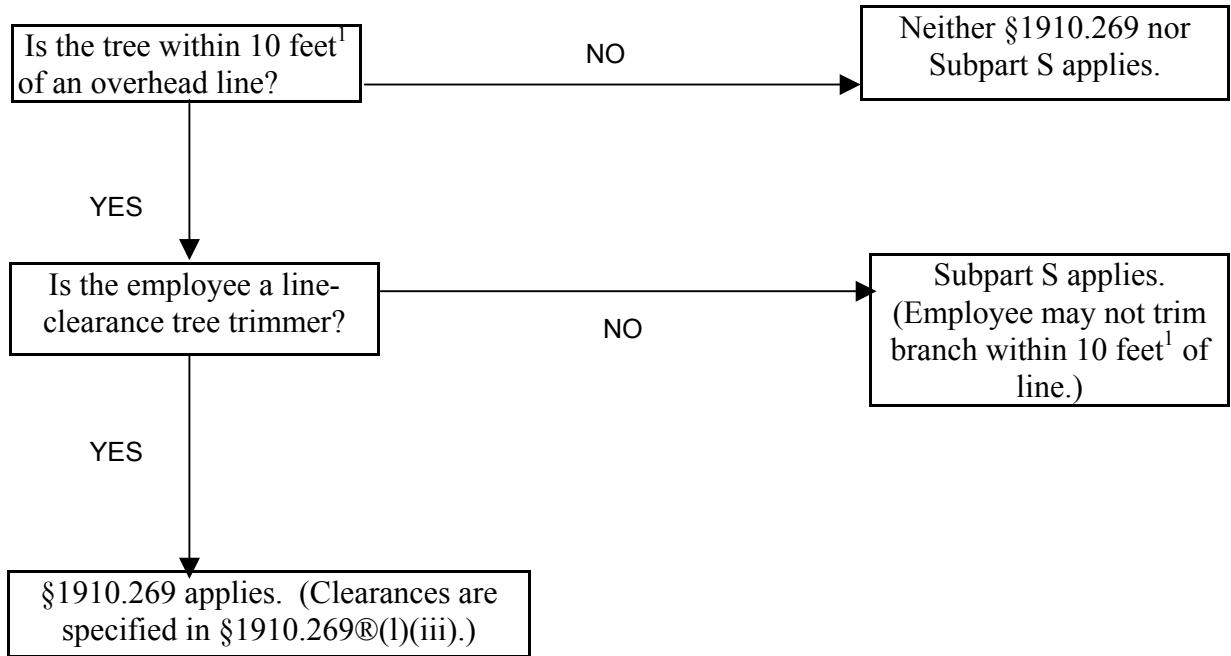 Is the tree within 10 feet¹
of an overhead line?
NO
Neither §1910.269 nor
Subpart S applies.
YES
Is the employee a line-
clearance tree trimmer?
NO
Subpart S applies.
(Employee may not trim
branch within 10 feet¹ of
line.)
YES
§1910.269 applies. (Clearances are
specified in §1910.269®(l)(iii).)